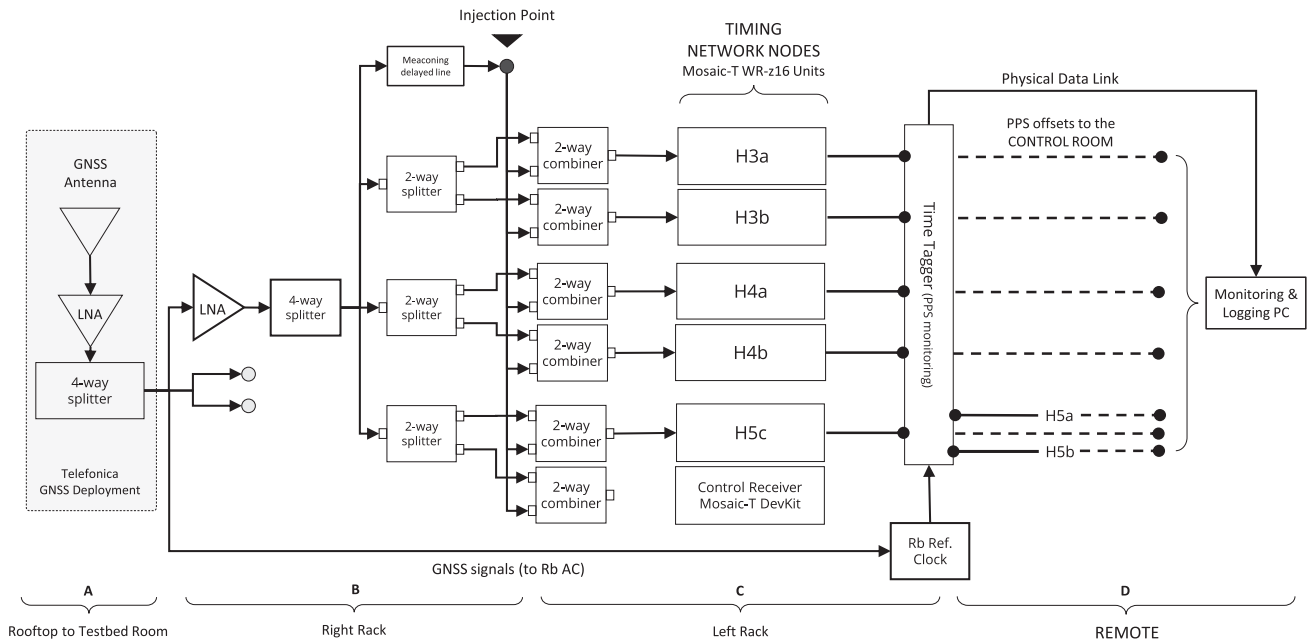 Injection Point
TIMING
NETWORK NODES
Mosaic-T WR-z16 Units
Physical Data Link
Meaconing
delayed line
PPS offsets to the
CONTROL ROOM
GNSS
Antenna
LNA
4-way
splitter
Telefonica
GNSS Deployment
LNA
4-way
splitter
2-way
splitter
2-way
splitter
2-way
splitter
2-way
combiner
2-way
combiner
2-way
combiner
2-way
combiner
2-way
combiner
2-way
combiner
H3a
H3b
H4a
H4b
H5c
Control Receiver
Mosaic-T DevKit
Time Tagger (PPS monitoring)
H5a
H5b
Monitoring &
Logging PC
Rb Ref.
Clock
GNSS signals (to Rb AC)
A
B
C
D
Rooftop to Testbed Room
Right Rack
Left Rack
REMOTE